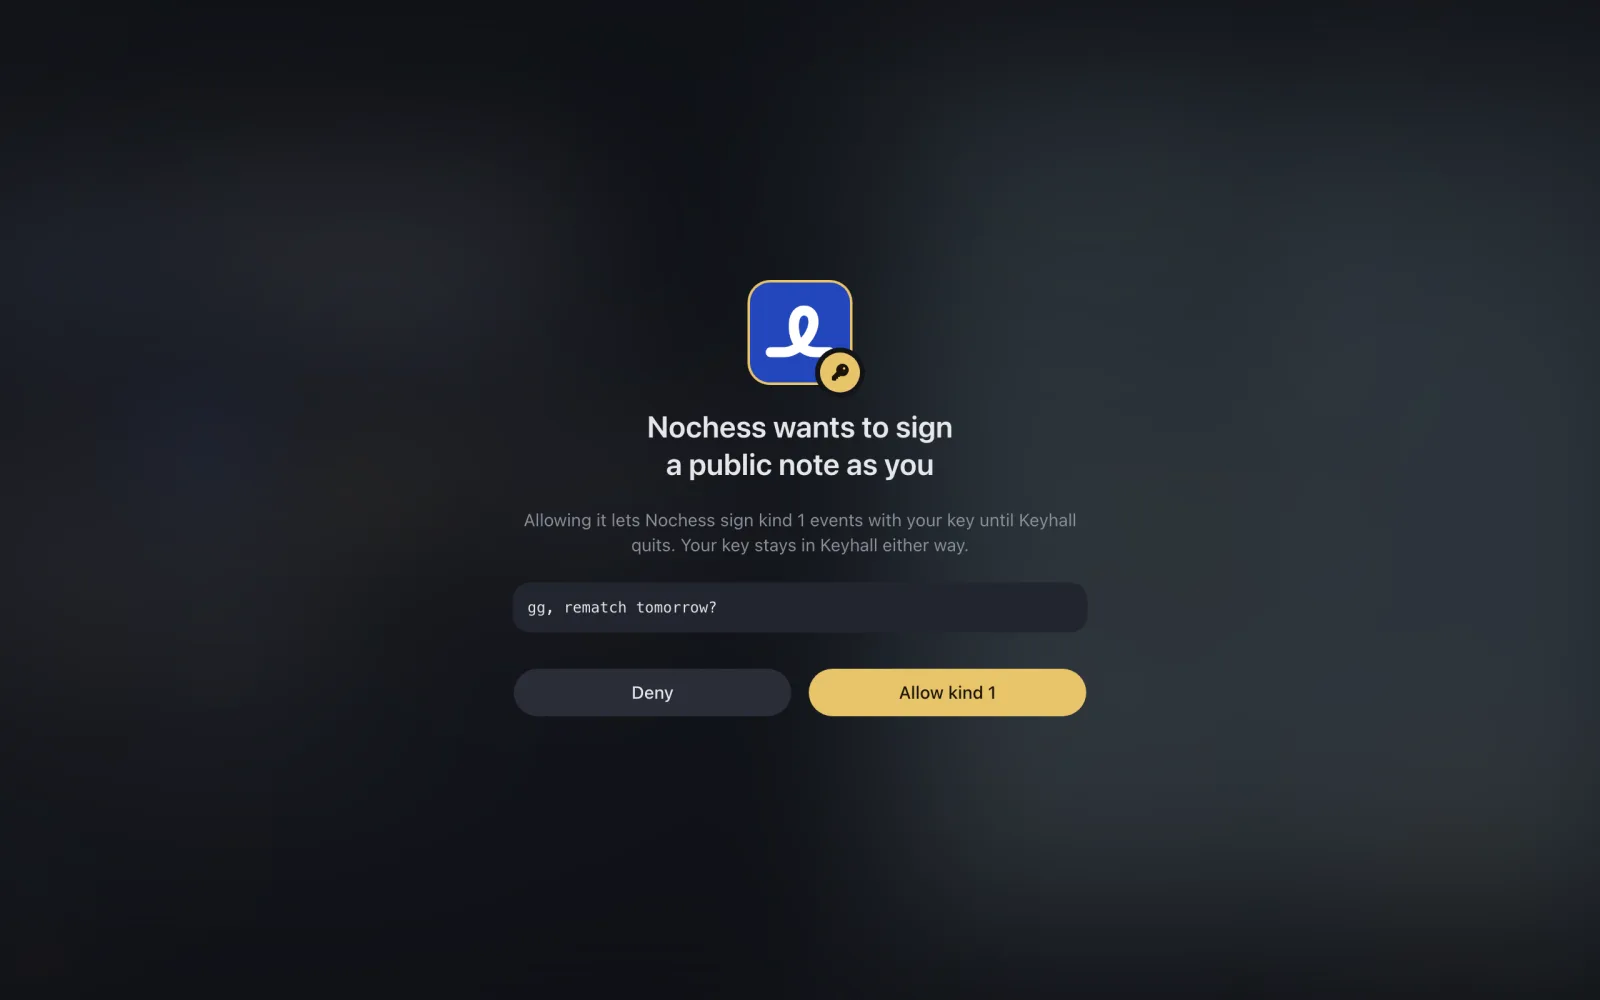 Nochess wants to sign
a public note as you
Allowing it lets Nochess sign kind 1 events with your key until Keyhall
quits. Your key stays in Keyhall either way.
gg, rematch tomorrow?
Deny
Allow kind 1